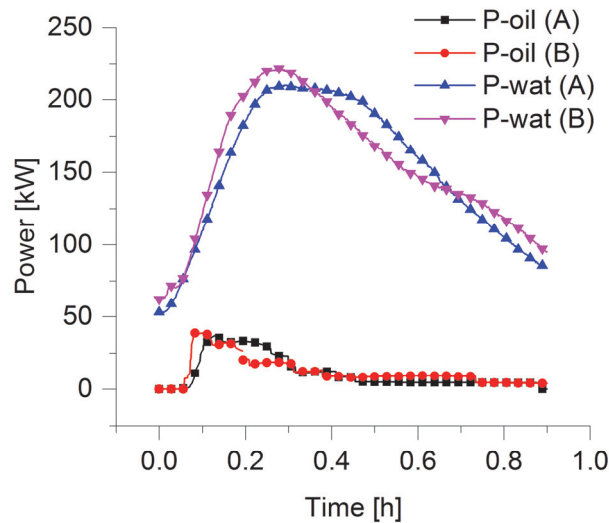 P-oil (A)
P-oil (B)
P-wat (A)
P-wat (B)
250
200
150
100
50
0
Power [kW]
0.0 0.2 0.4 0.6 0.8 1.0
Time [h]